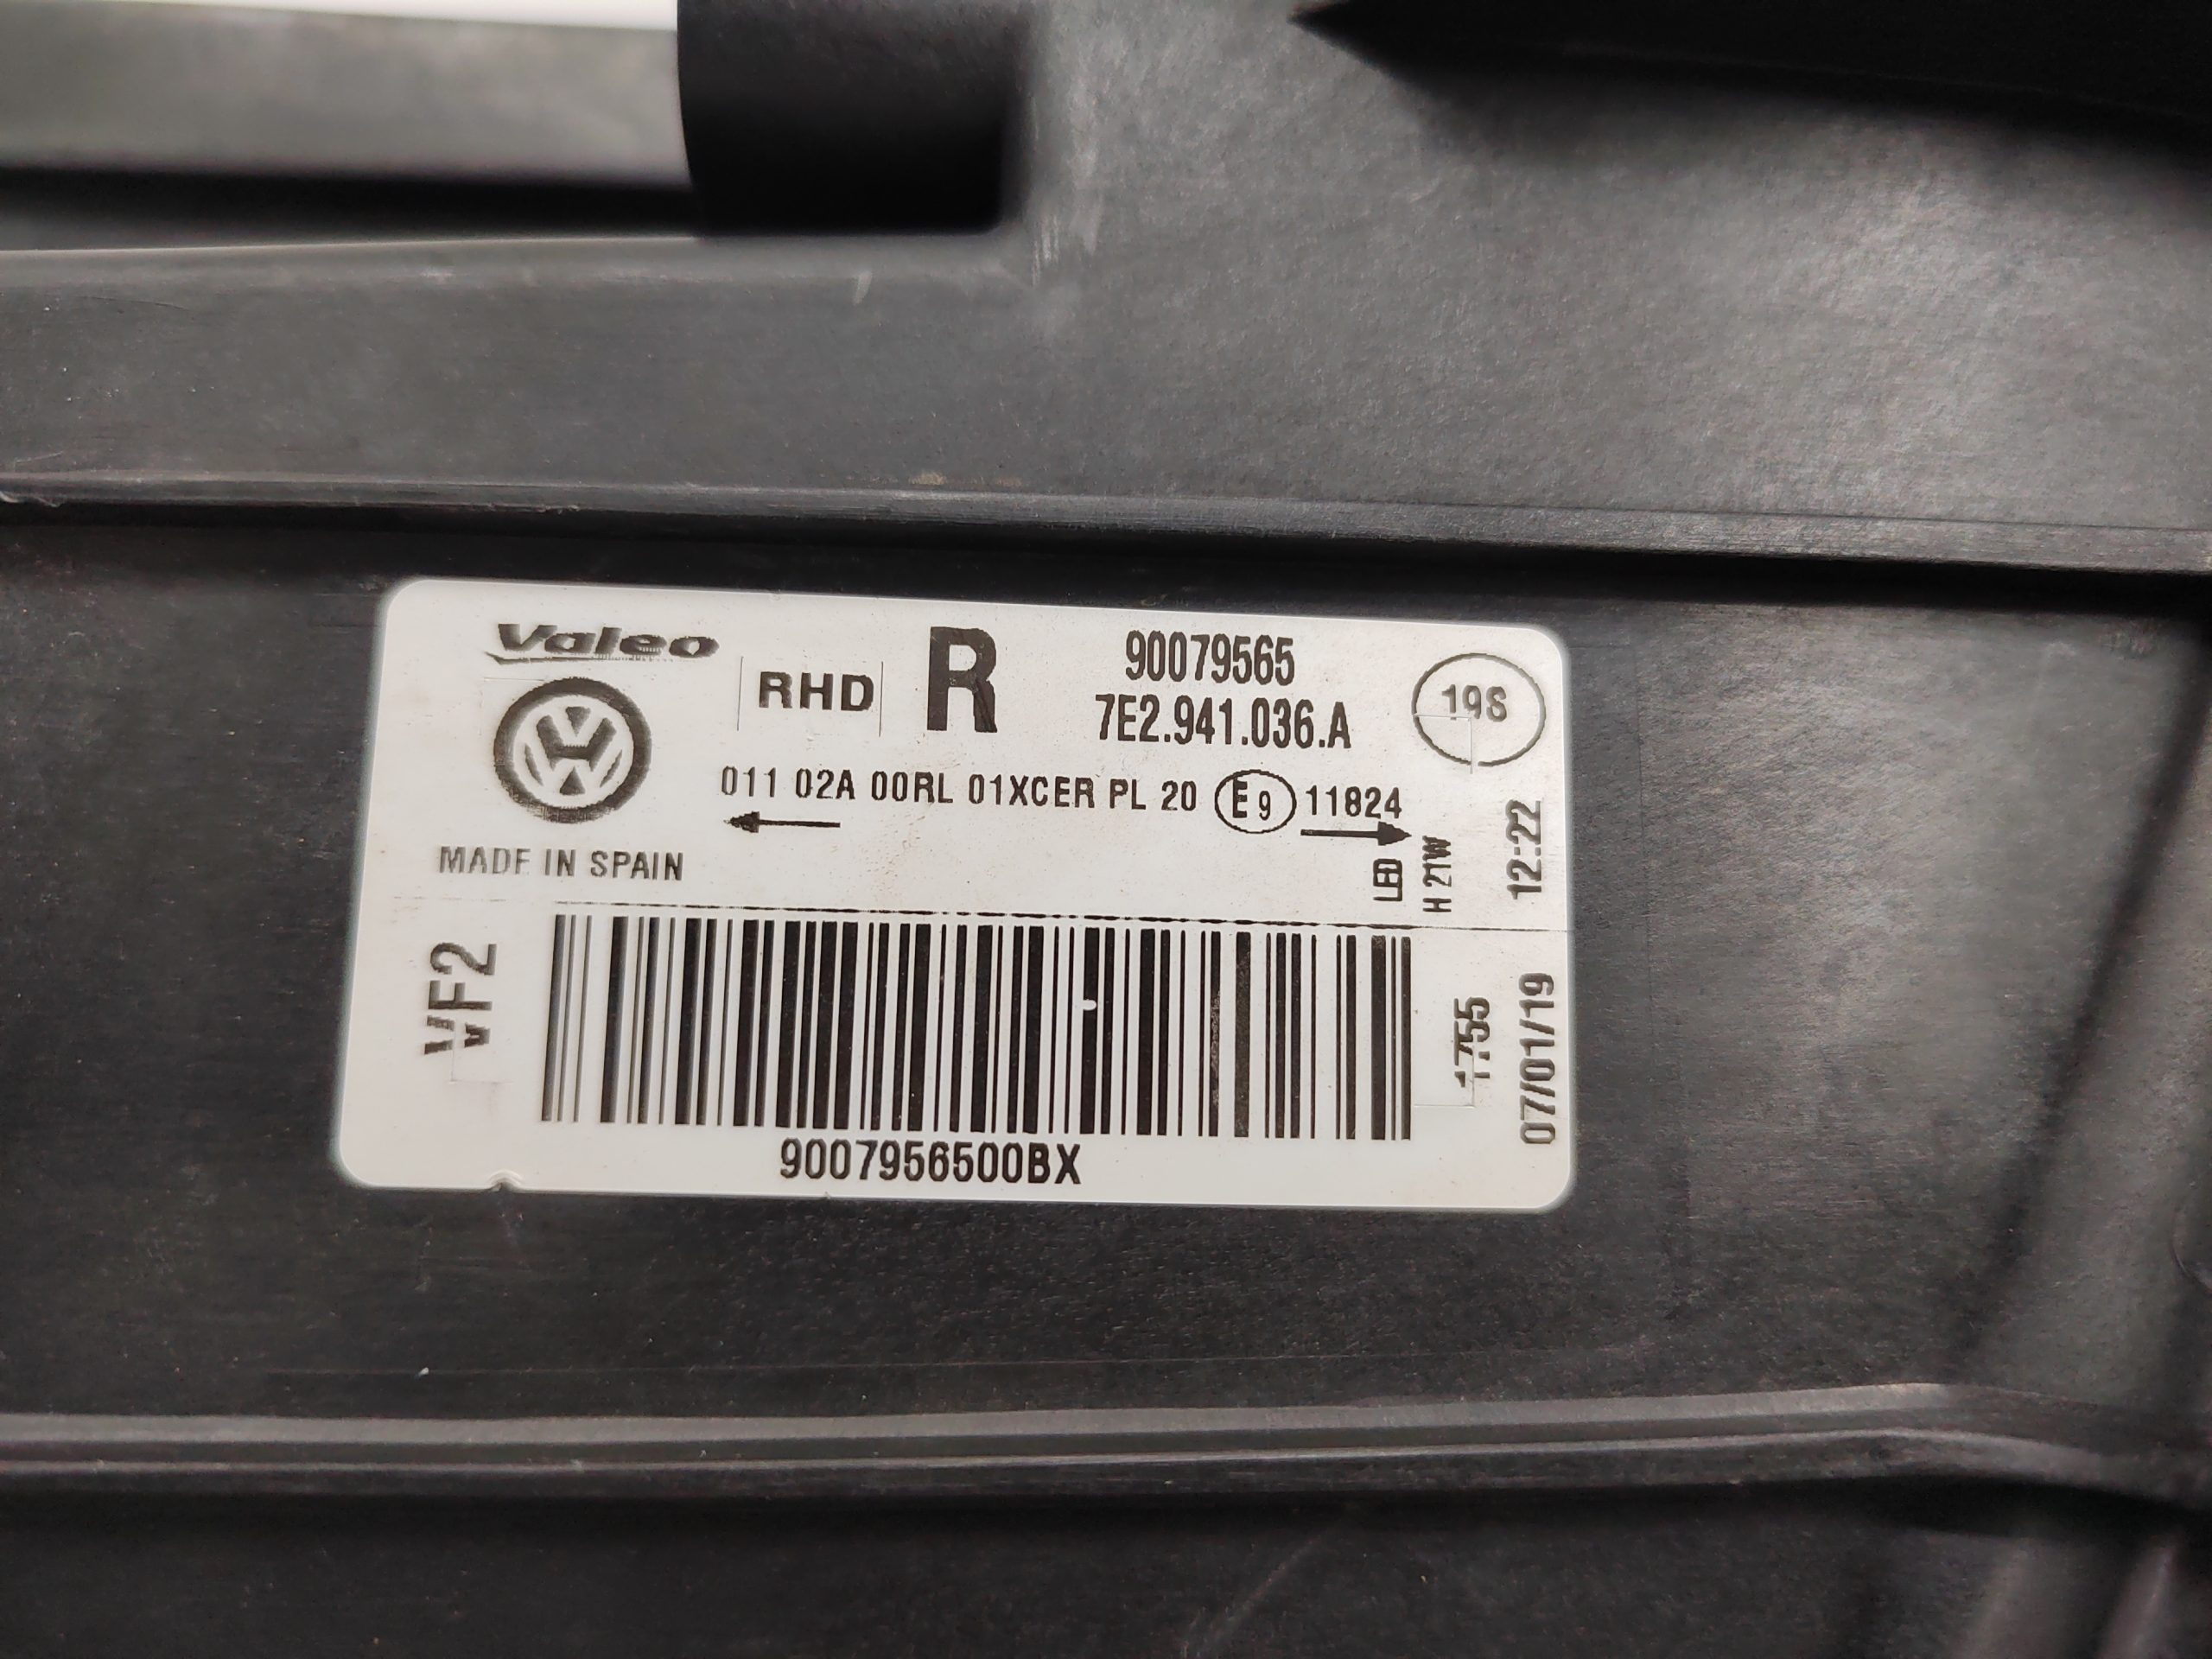 Valeo
RHD
R
90079565
7E2.941.036.A
19S
011 02A 00RL 01XCER PL 20 E9 11824
MADE IN SPAIN
LED
H 21W
12:22
VF2
1755
07/01/19
9007956500BX